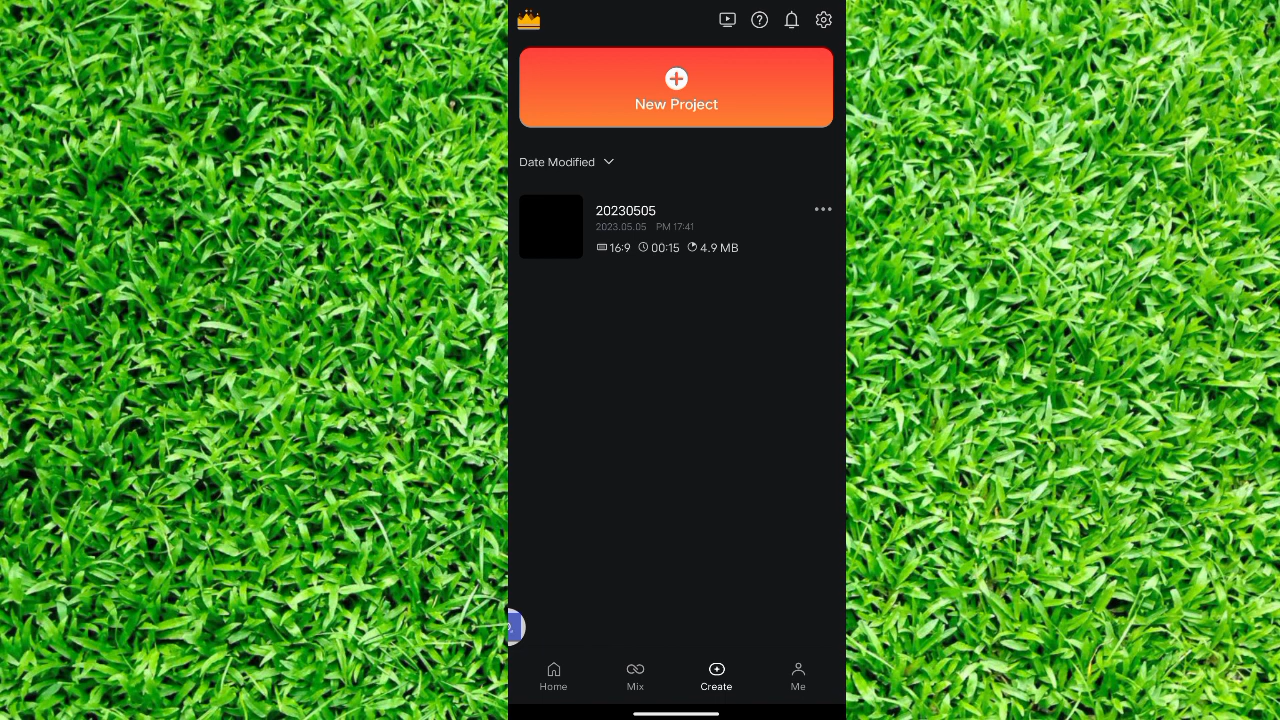 New Project
Date Modified
20230505
2023.05.05 PM 17:41
16:9 00:15 4.9 MB
Home Mix Create Me